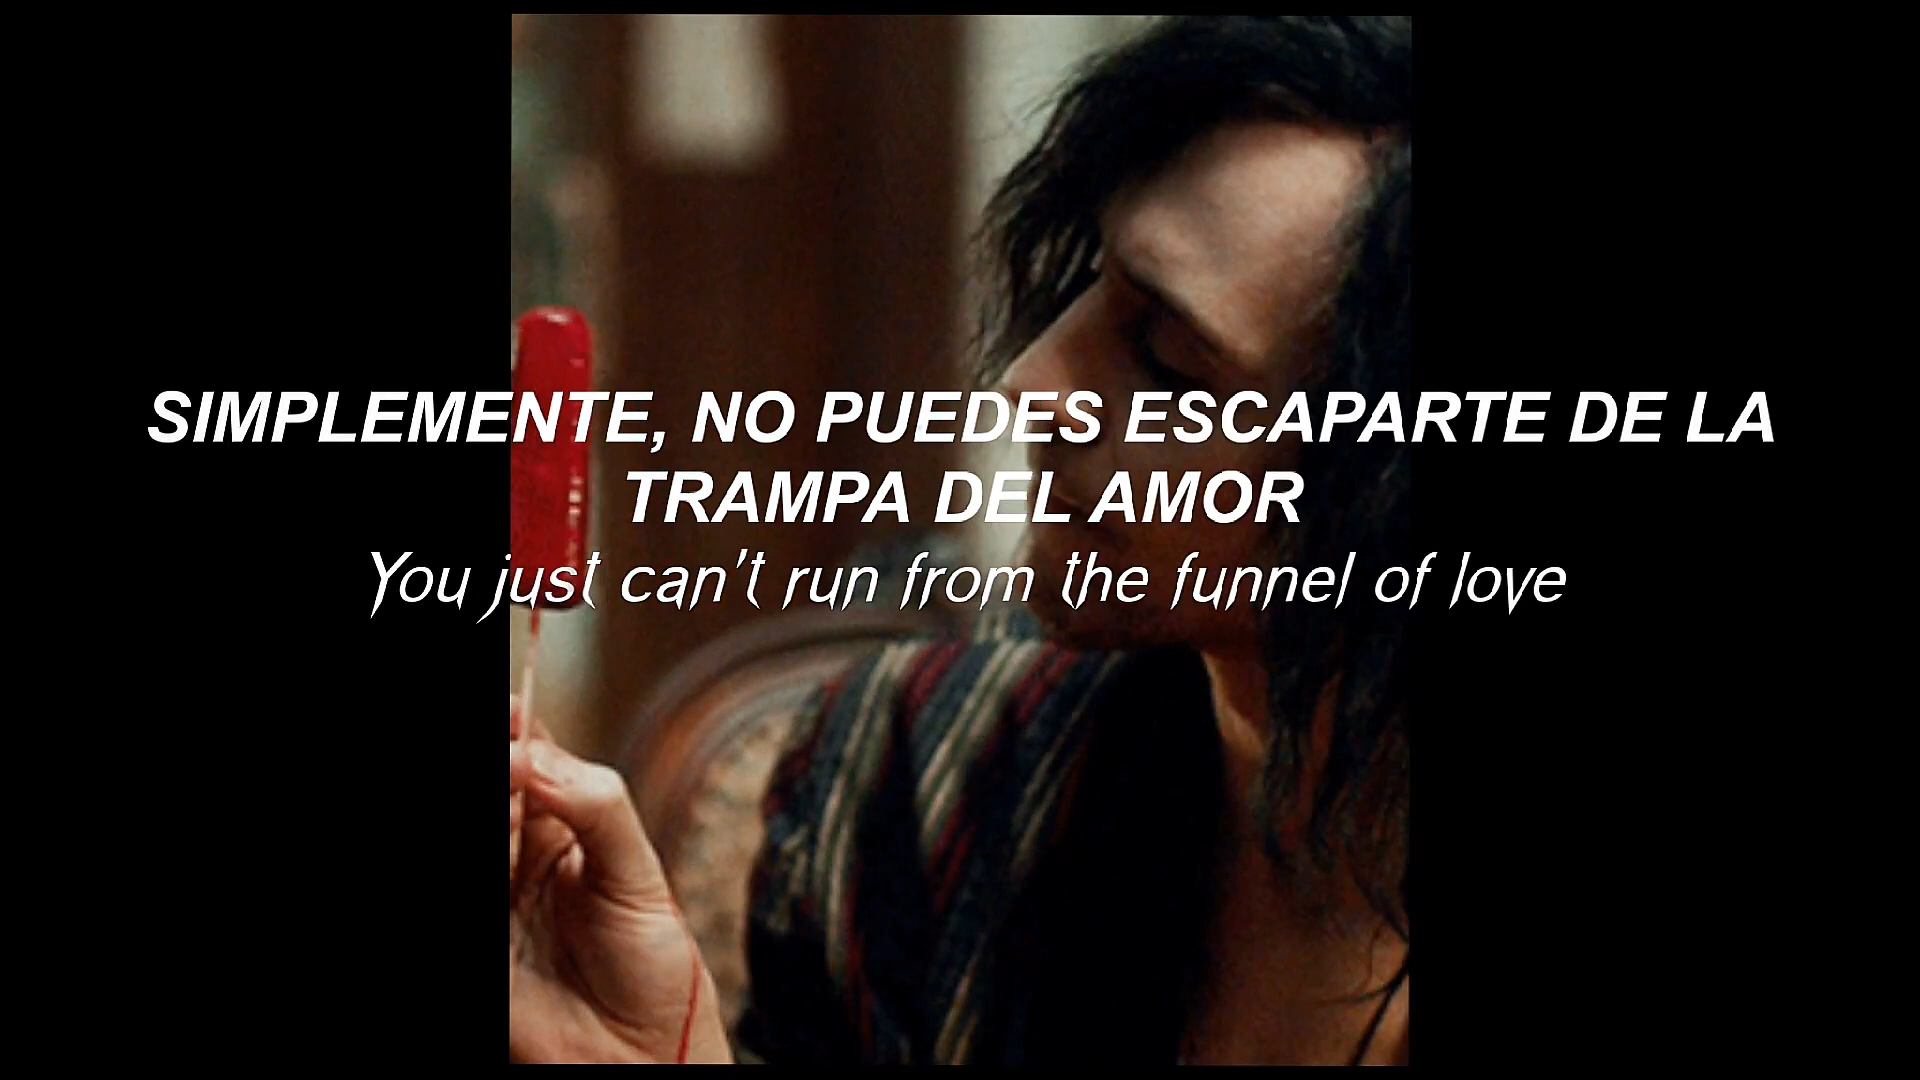 SIMPLEMENTE, NO PUEDES ESCAPARTE DE LA
TRAMPA DEL AMOR
You just can't run from the funnel of love